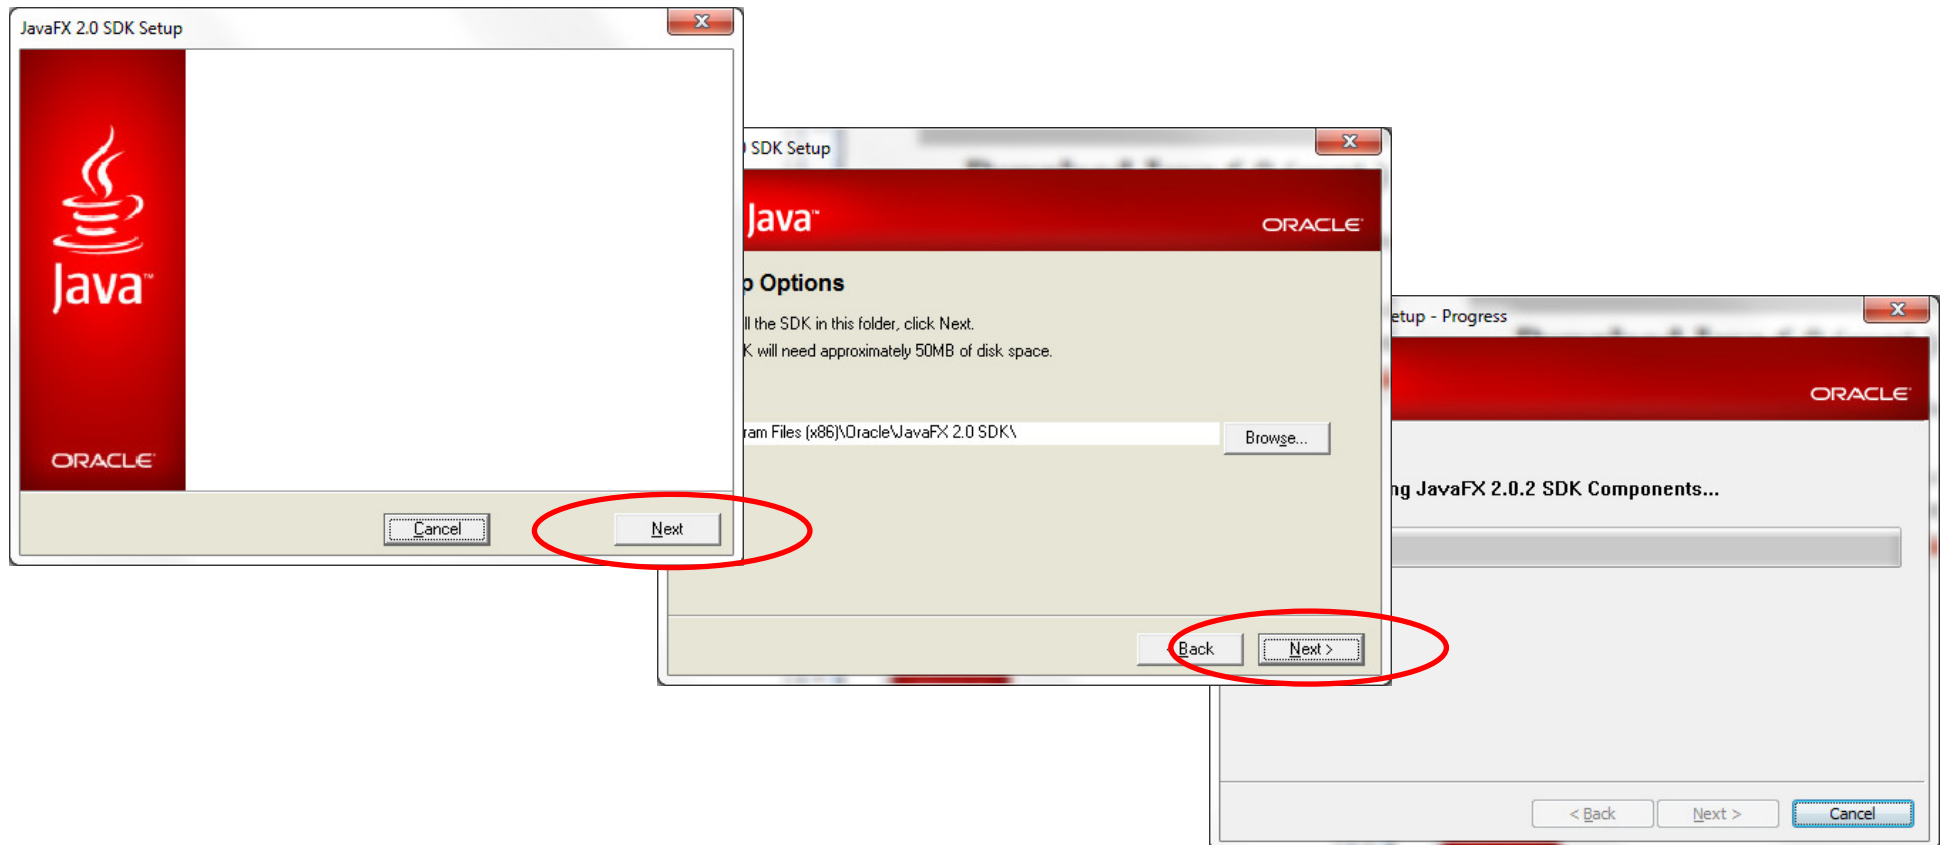 JavaFX 2.0 SDK Setup
Java™
ORACLE
Cancel
Next
SDK Setup
Java™
ORACLE
p Options
ll the SDK in this folder, click Next.
K will need approximately 50MB of disk space.
ram Files (x86)\Oracle\JavaFX 2.0 SDK\
Browse...
Back
Next >
etup - Progress
ORACLE
ng JavaFX 2.0.2 SDK Components...
< Back
Next >
Cancel